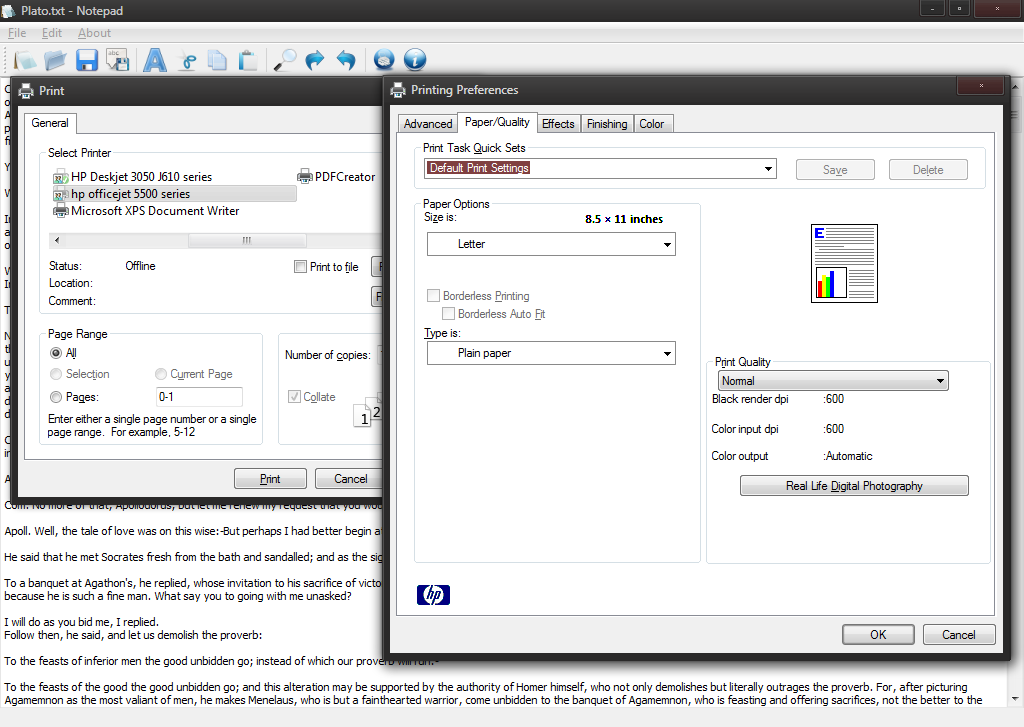 Plato.txt - Notepad
File Edit About
Print
General
Select Printer
HP Deskjet 3050 J610 series
PDFCreator
hp officejet 5500 series
Microsoft XPS Document Writer
Status: Offline
Location:
Comment:
Print to file
Page Range
All
Selection
Current Page
Pages: 0-1
Enter either a single page number or a single
page range. For example, 5-12
Number of copies:
Collate
1 2
Print Cancel
Printing Preferences
Advanced Paper/Quality Effects Finishing Color
Print Task Quick Sets
Default Print Settings
Save Delete
Paper Options
Size is: 8.5 × 11 inches
Letter
Borderless Printing
Borderless Auto Fit
Type is:
Plain paper
E
Print Quality
Normal
Black render dpi :600
Color input dpi :600
Color output :Automatic
Real Life Digital Photography
hp
OK Cancel
Com. No more of that, Apollodorus, but let me renew my request that you
Apoll. Well, the tale of love was on this wise:-But perhaps I had better begin
He said that he met Socrates fresh from the bath and sandalled; and as the
To a banquet at Agathon's, he replied, whose invitation to his sacrifice of
because he is such a fine man. What say you to going with me unasked?
I will do as you bid me, I replied.
Follow then, he said, and let us demolish the proverb:
To the feasts of inferior men the good unbidden go; instead of which our proverb will run:-
To the feasts of the good the good unbidden go; and this alteration may be supported by the authority of Homer himself, who not only demolishes but literally outrages the proverb. For, after picturing
Agamemnon as the most valiant of men, he makes Menelaus, who is but a fainthearted warrior, come unbidden to the banquet of Agamemnon, who is feasting and offering sacrifices, not the better to the